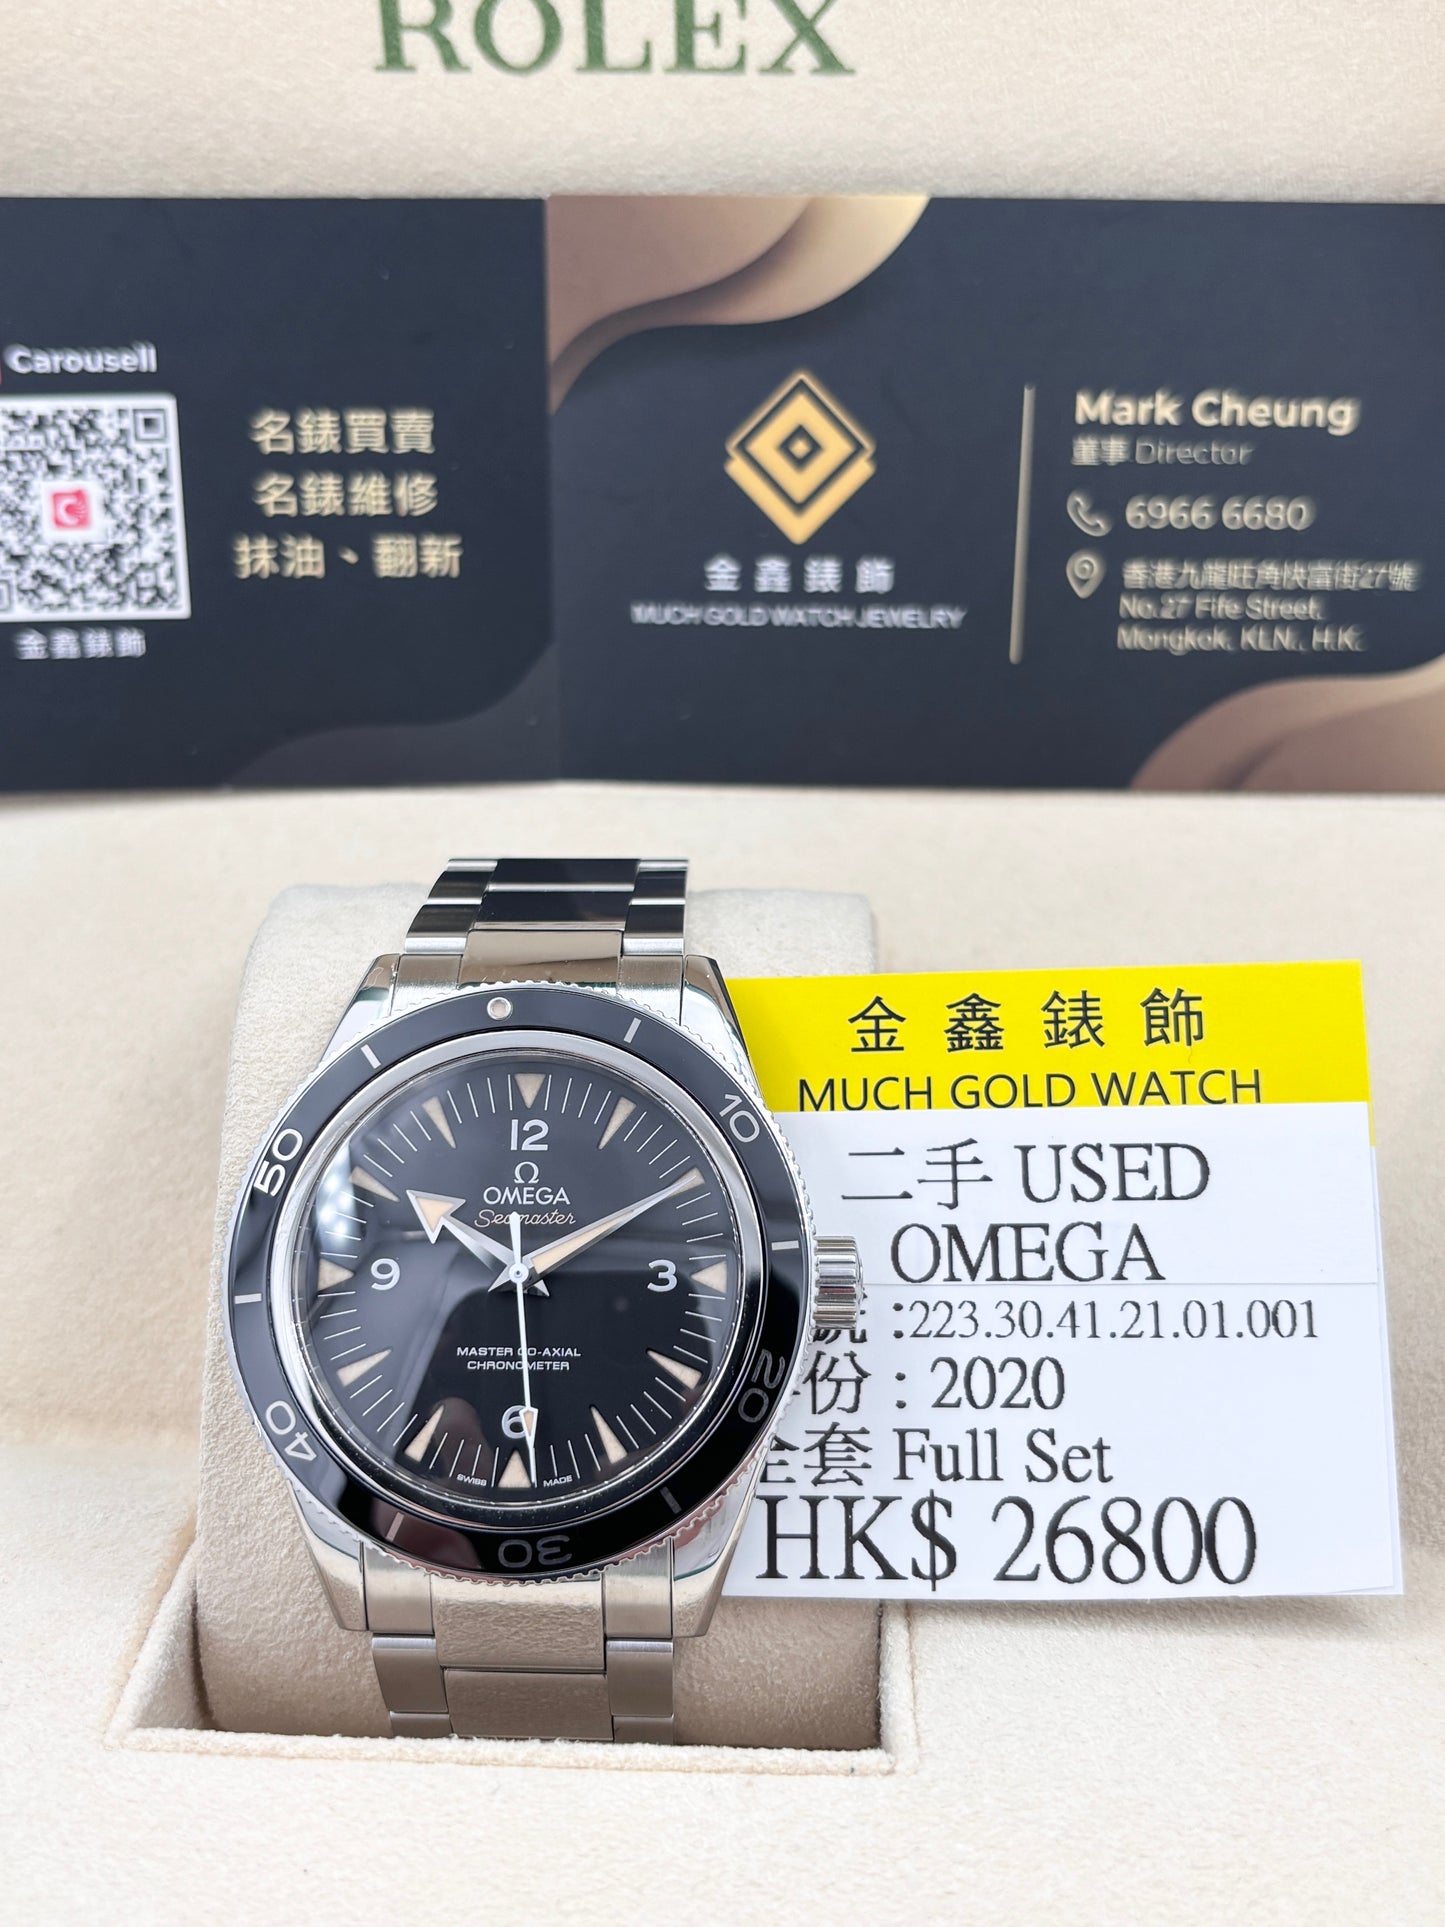 ROLEX
Carousell
金鑫錶飾
名錶買賣
名錶維修
抹油、翻新
金鑫錶飾
MUCH GOLD WATCH JEWELRY
Mark Cheung
董事 Director
6966 6680
香港九龍旺角快富街27號
No.27 Fife Street,
Mongkok, KLN., H.K.
金鑫錶飾
MUCH GOLD WATCH
二手 USED
OMEGA
號 :223.30.41.21.01.001
份 : 2020
全套 Full Set
HK$ 26800
10
20
30
40
50
12
Ω
OMEGA
Seamaster
9
3
MASTER CO-AXIAL
CHRONOMETER
6
SWISS MADE